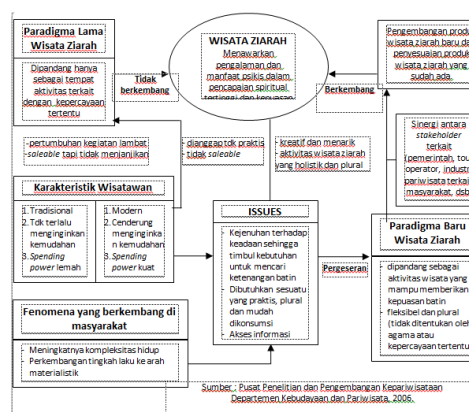 Paradigma Lama
Wisata Ziarah
Dipandang hanya
sebagai tempat
aktivitas terkait
dengan kepercayaan
tertentu
Tidak
berkembang
WISATA ZIARAH
Menawarkan
pengalaman dan
manfaat psikis dalam
pencapaian spiritual
tertinggi dan kepuasan
Berkembang
Pengembangan produk
wisata ziarah baru da
penyesuaian produk
wisata ziarah yang
sudah ada.
-pertumbuhan kegiatan lambat
-saleable tapi tidak menjanjikan
- dianggap tdk praktis
- tidak saleable
- kreatif dan menarik
- aktivitas wisata ziarah
yang holistik dan plural
Sinergi antara
stakeholder
terkait
(pemerintah, tou
operator, industr
pariwisata terkai
masyarakat, dsb
Karakteristik Wisatawan
1.Tradisional
2.Tdk terlalu
menginginkan
kemudahan
3.Spending
power lemah
1.Modern
2.Cenderung
menginginka
n kemudahan
3.Spending
power kuat
ISSUES
- Kejenuhan terhadap
keadaan sehingga
timbul kebutuhan
untuk mencari
ketenangan batin
- Dibutuhkan sesuatu
yang praktis, plural
dan mudah
dikonsumsi
- Akses informasi
Pergeseran
Paradigma Baru
Wisata Ziarah
- dipandang sebagai
aktivitas wisata yang
mampu memberikan
kepuasan batin
- fleksibel dan plural
(tidak ditentukan oleh
agama atau
kepercayaan tertentu
Fenomena yang berkembang di
masyarakat
- Meningkatnya kompleksitas hidup
- Perkembangan tingkah laku ke arah
materialistik
Sumber : Pusat Penelitian dan Pengembangan Kepariwisataan
Departemen Kebudayaan dan Pariwisata, 2006.